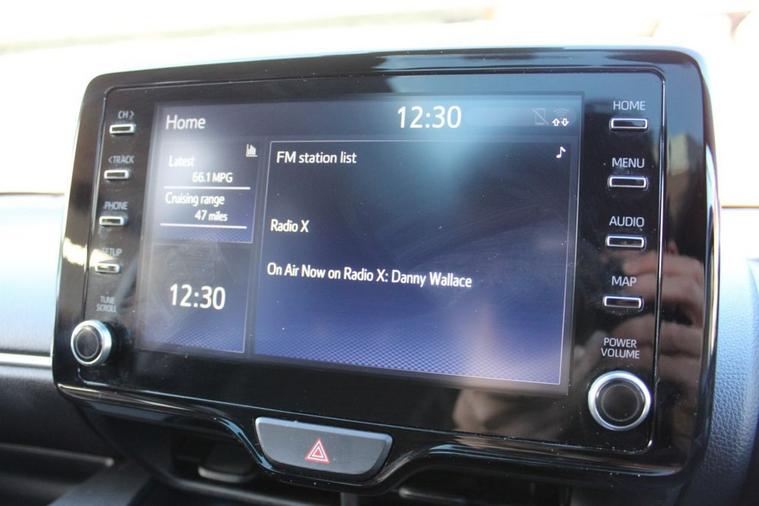 CH >
< TRACK
PHONE
SETUP
TUNE
SCROLL
Home
12:30
Latest
66.1 MPG
Cruising range
47 miles
12:30
FM station list
Radio X
On Air Now on Radio X: Danny Wallace
HOME
MENU
AUDIO
MAP
POWER
VOLUME